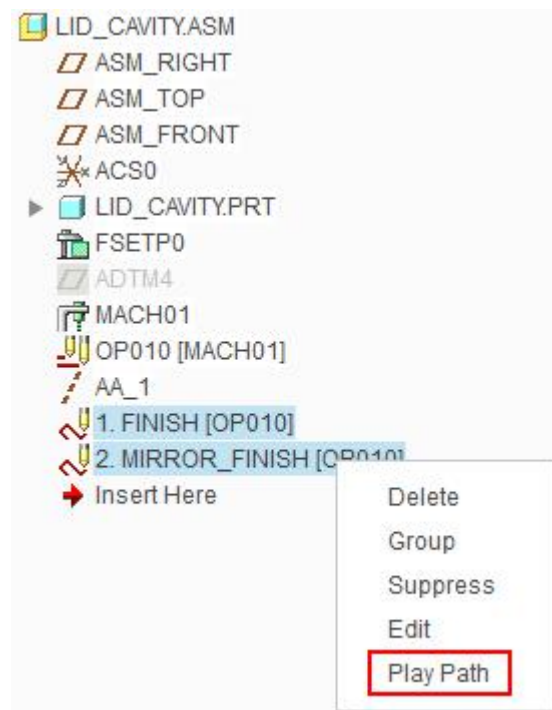 LID_CAVITY.ASM
ASM_RIGHT
ASM_TOP
ASM_FRONT
ACS0
LID_CAVITY.PRT
FSETP0
ADTM4
MACH01
OP010 [MACH01]
AA_1
1. FINISH [OP010]
2. MIRROR_FINISH [OP010]
Insert Here
Delete
Group
Suppress
Edit
Play Path